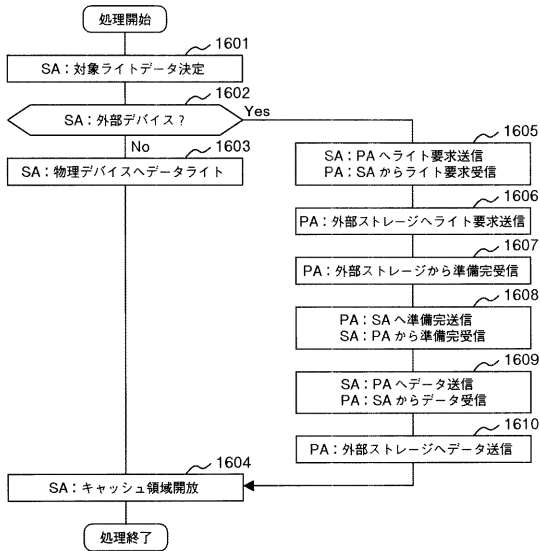 処理開始
1601
SA：対象ライトデータ決定
1602
SA：外部デバイス？
Yes
No
1603
SA：物理デバイスへデータライト
1605
SA：PAへライト要求送信
PA：SAからライト要求受信
1606
PA：外部ストレージへライト要求送信
1607
PA：外部ストレージから準備完受信
1608
PA：SAへ準備完送信
SA：PAから準備完受信
1609
SA：PAへデータ送信
PA：SAからデータ受信
1610
PA：外部ストレージへデータ送信
1604
SA：キャッシュ領域開放
処理終了